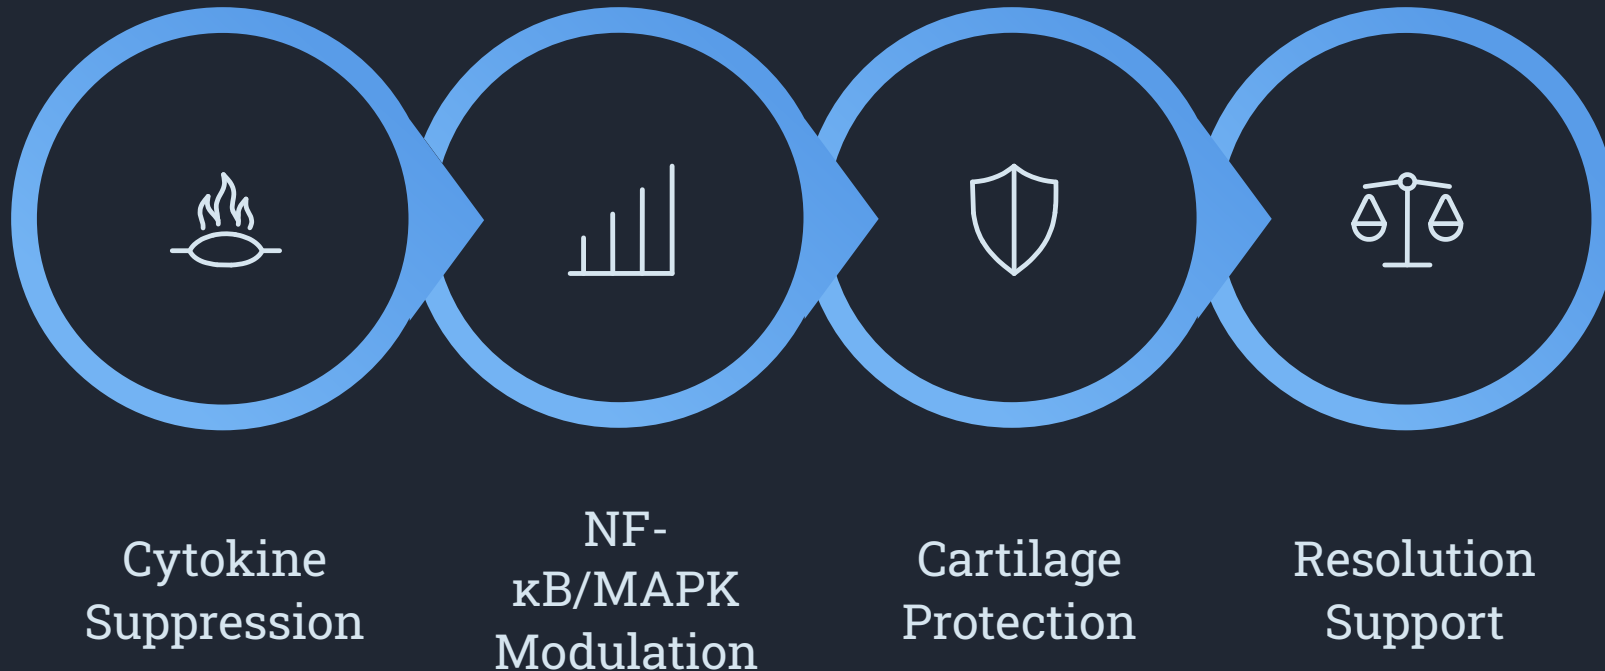 Cytokine
Suppression
NF-
κB/MAPK
Modulation
Cartilage
Protection
Resolution
Support